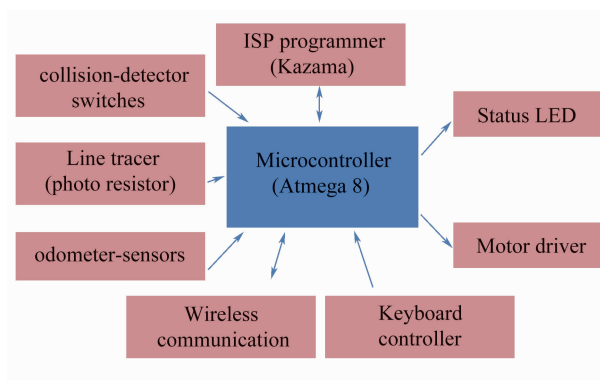 ISP programmer
(Kazama)
collision-detector
switches
Status LED
Line tracer
(photo resistor)
Microcontroller
(Atmega 8)
odometer-sensors
Motor driver
Wireless
communication
Keyboard
controller